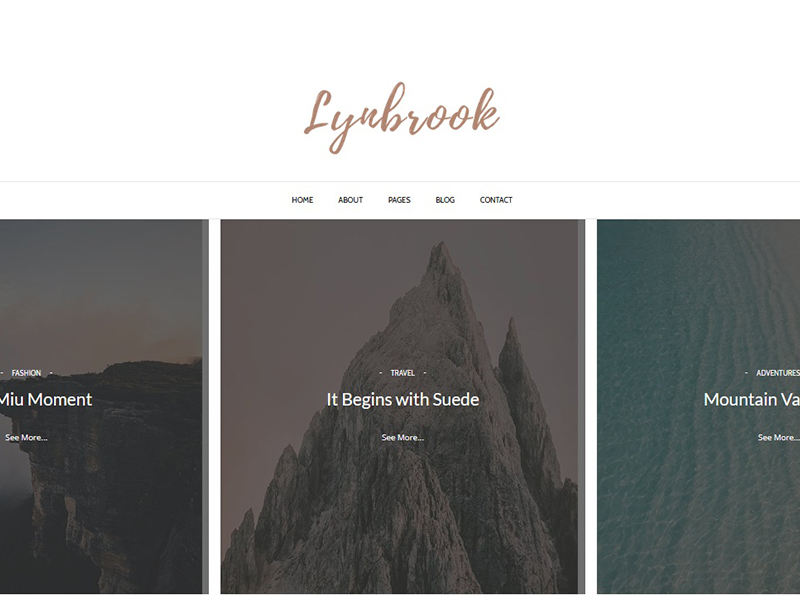 Lynbrook
HOME ABOUT PAGES BLOG CONTACT
- FASHION -
Miu Moment
See More...
- TRAVEL -
It Begins with Suede
See More...
- ADVENTURES
Mountain
See More...